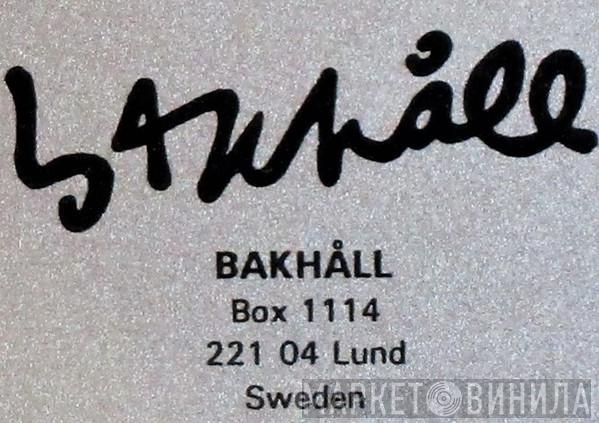 bakhåll
BAKHÅLL
Box 1114
221 04 Lund
Sweden
МАРКЕТ ВИНИЛА